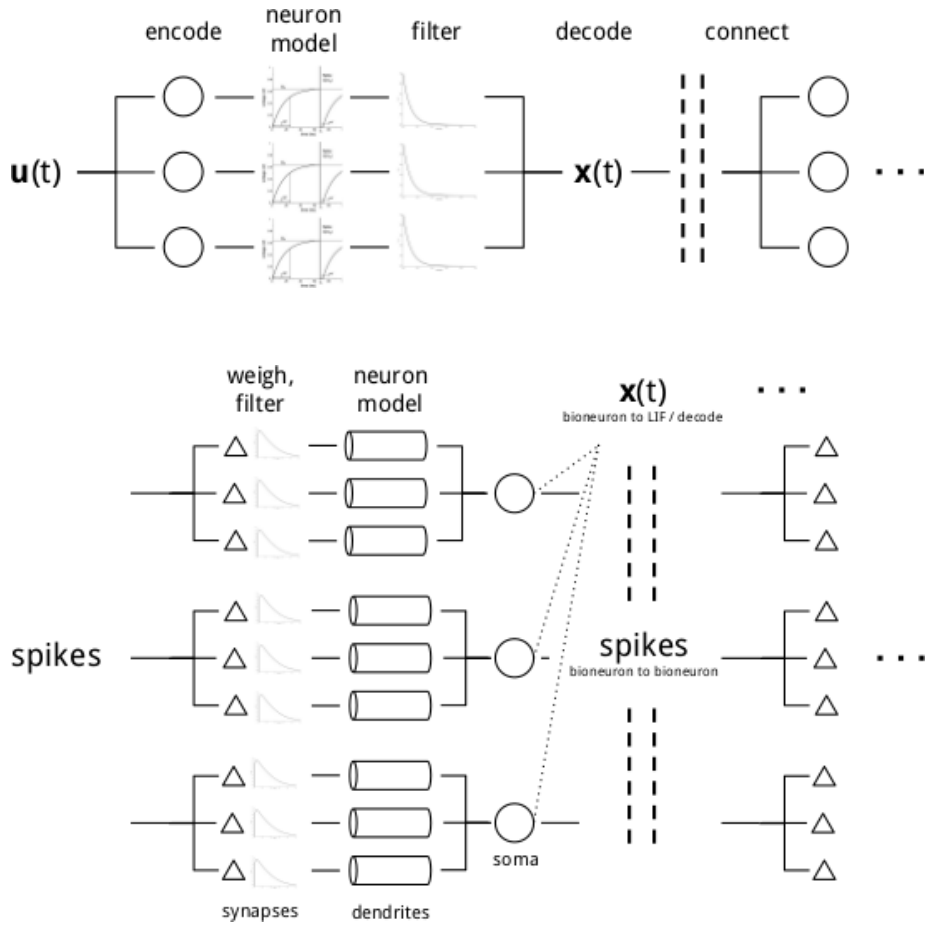 encode
neuron
model
filter
decode
connect
u(t)
x(t)
. . .
weigh,
filter
neuron
model
x(t)
bioneuron to LIF / decode
. . .
spikes
spikes
bioneuron to bioneuron
. . .
soma
synapses
dendrites